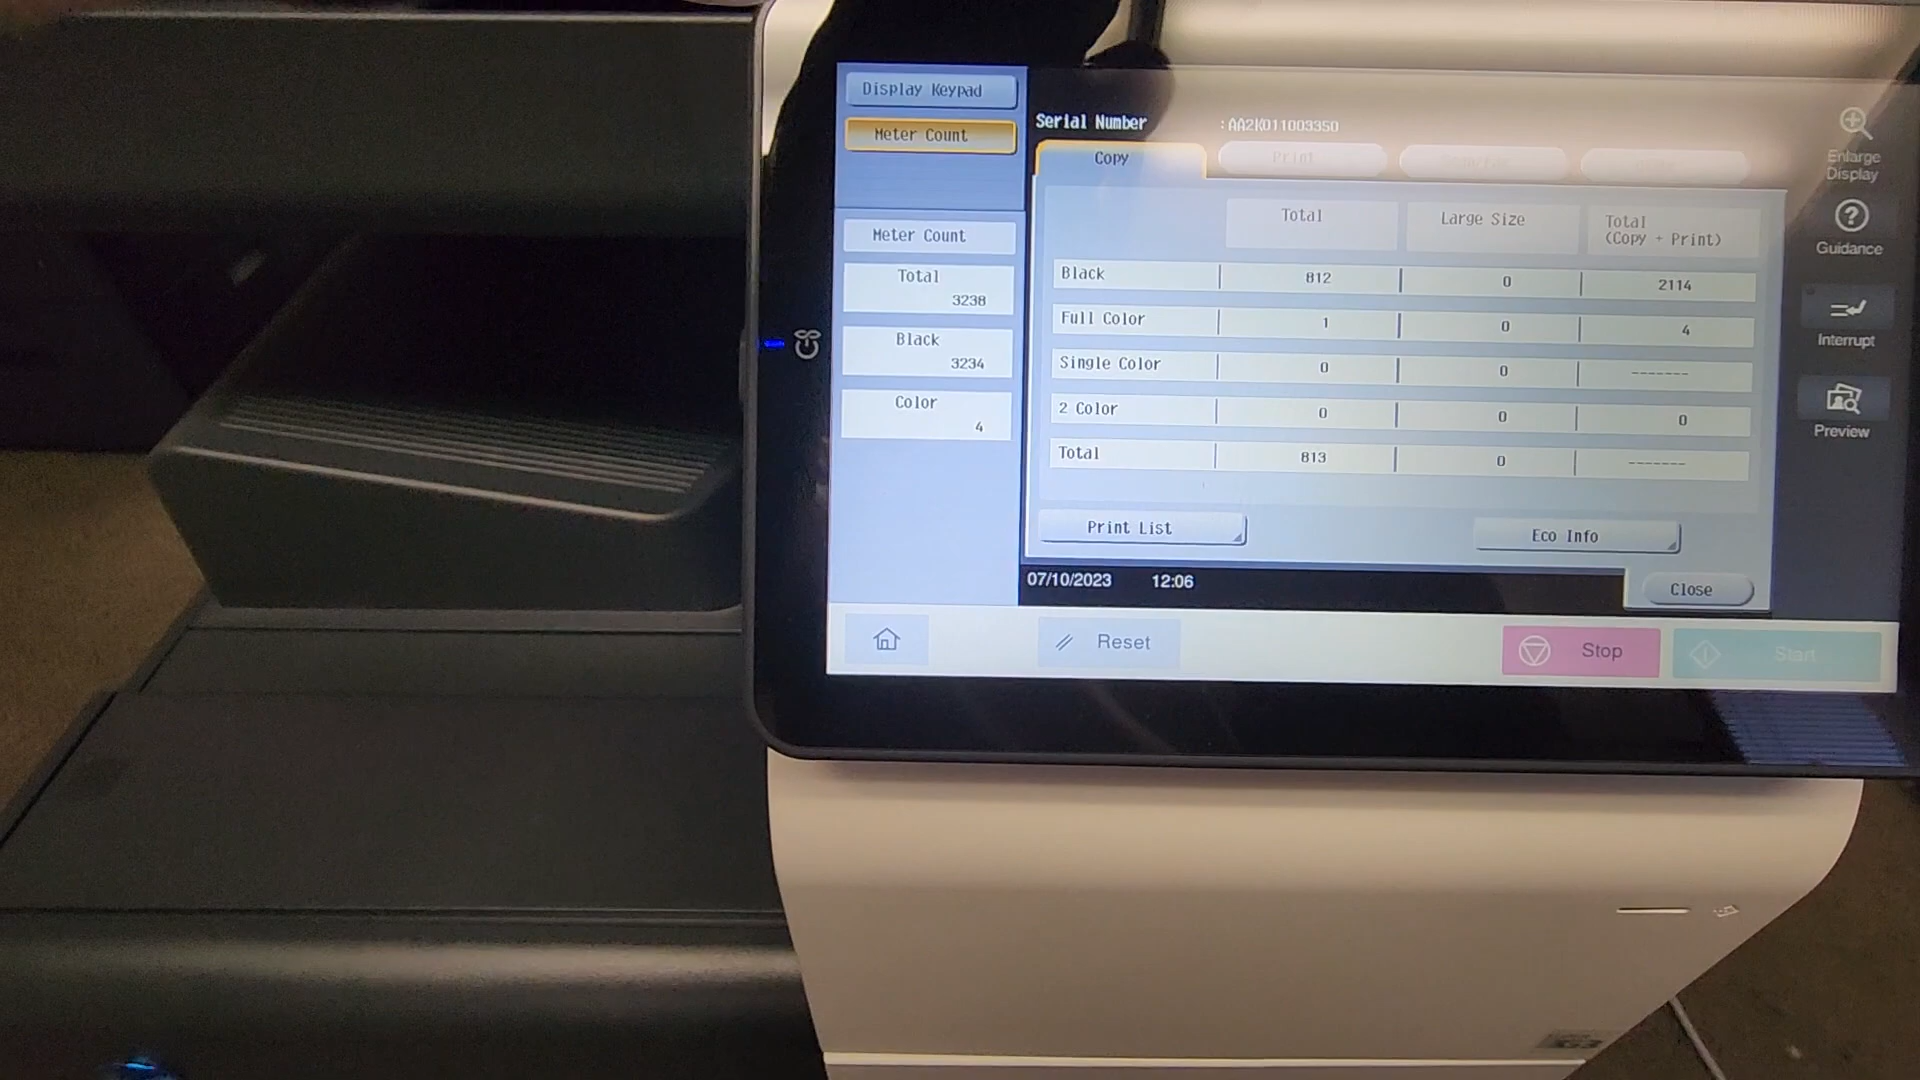 Display Keypad
Meter Count
Serial Number :AA2K011003350
Copy Print
Meter Count
Total
3238
Black
3234
Color
4
Total Large Size Total (Copy + Print)
Black 812 0 2114
Full Color 1 0 4
Single Color 0 0 -------
2 Color 0 0 0
Total 813 0 -------
Print List Eco Info
07/10/2023 12:06 Close
Reset Stop Start
Enlarge
Display
Guidance
Interrupt
Preview